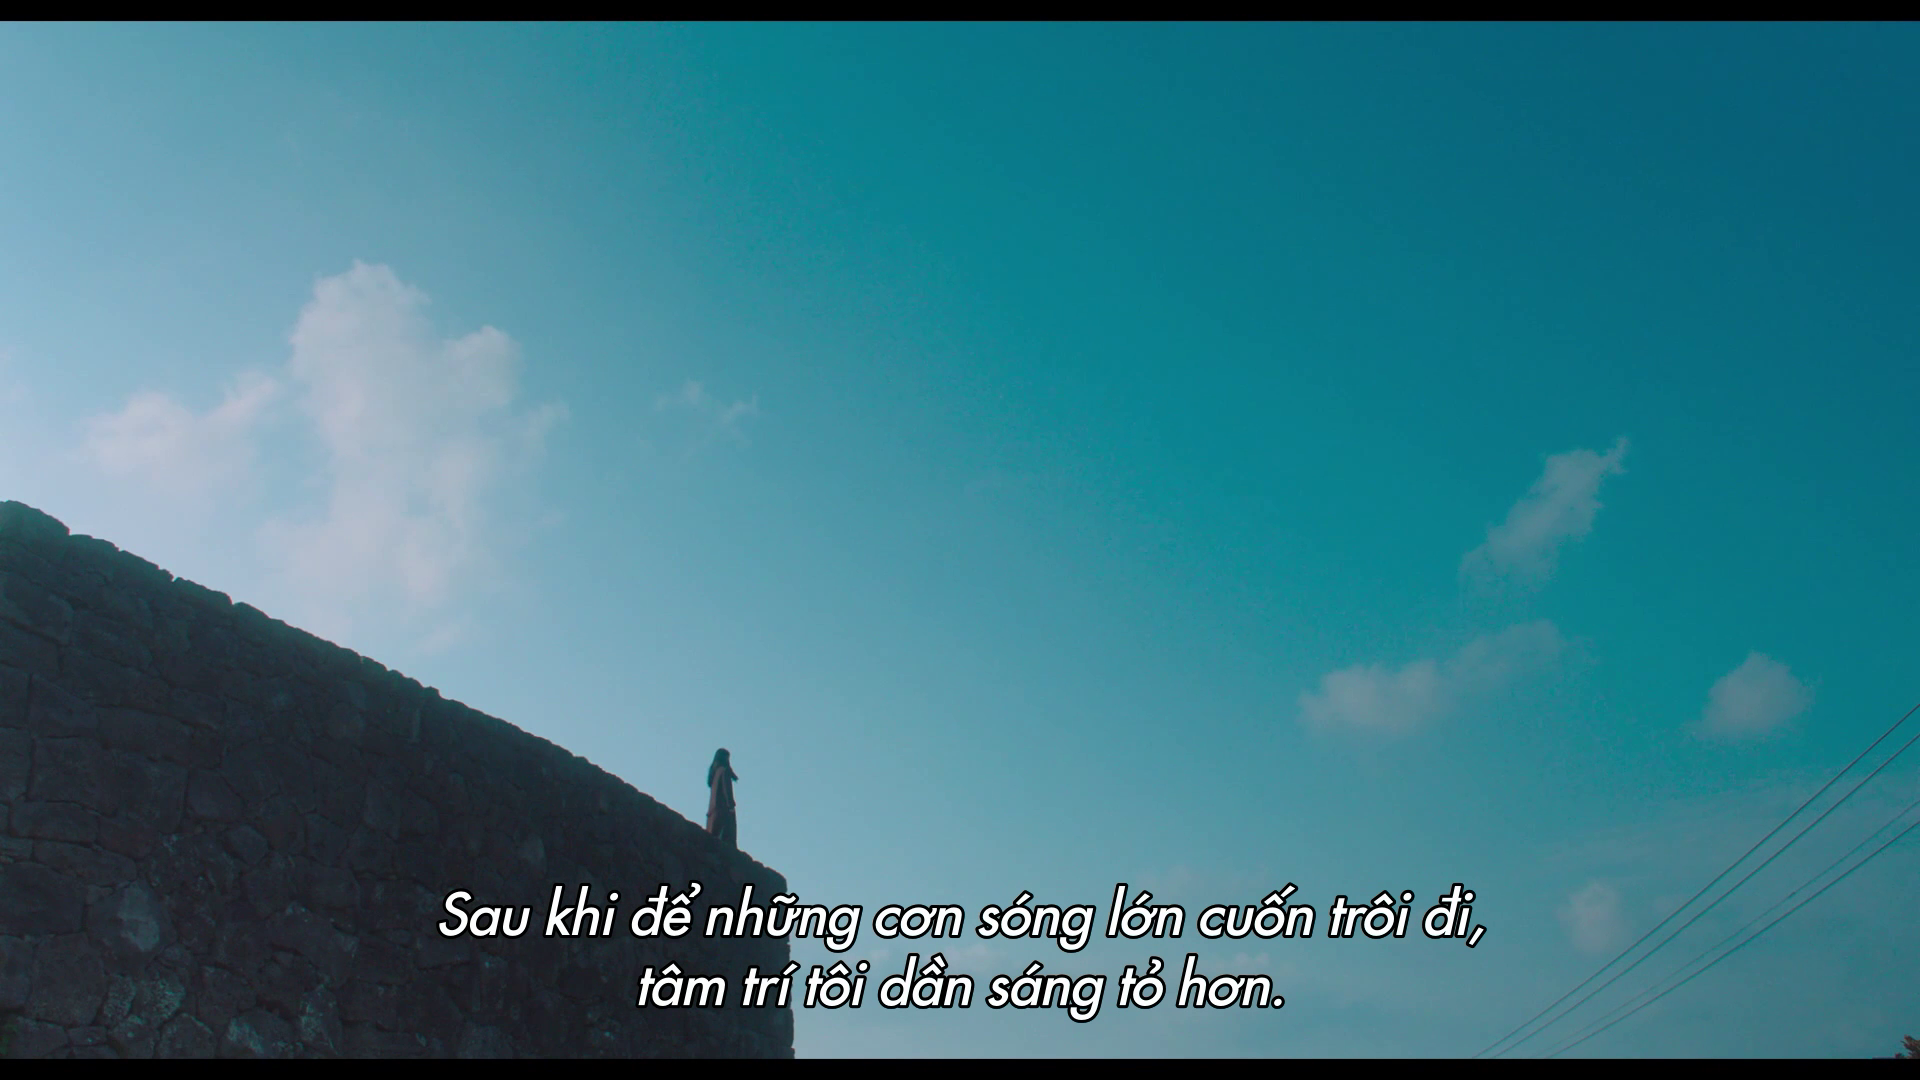 Sau khi để những cơn sóng lớn cuốn trôi đi,
tâm trí tôi dần sáng tỏ hơn.